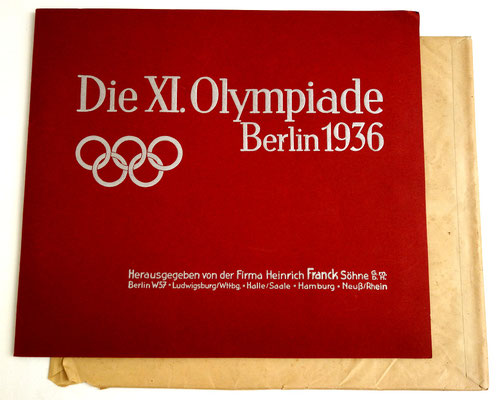 Die XI. Olympiade
Berlin 1936
Herausgegeben von der Firma Heinrich Franck Söhne G.m.b.H.
Berlin W57 • Ludwigsburg/Wttbg. • Halle/Saale • Hamburg • Neuß/Rhein